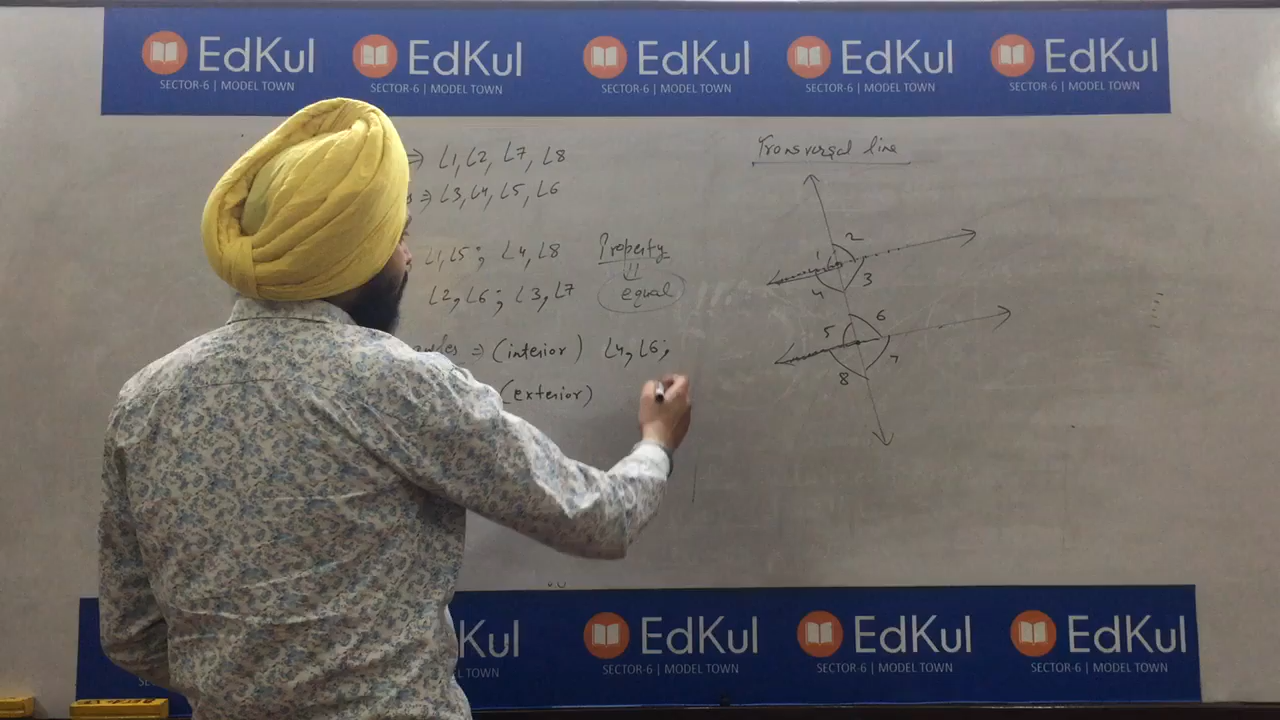 EdKul EdKul EdKul EdKul EdKul
SECTOR-6 | MODEL TOWN SECTOR-6 | MODEL TOWN SECTOR-6 | MODEL TOWN SECTOR-6 | MODEL TOWN SECTOR-6 | MODEL TOWN
⇒ ∠1, ∠2, ∠7, ∠8
⇒ ∠3, ∠4, ∠5, ∠6
∠1, ∠5; ∠4, ∠8 Property
∠2, ∠6; ∠3, ∠7 equal
⇒ (interior) ∠4, ∠6;
(exterior)
Transversal line
1 2
4 3
5 6
8 7
EdKul EdKul EdKul
SECTOR-6 | MODEL TOWN SECTOR-6 | MODEL TOWN SECTOR-6 | MODEL TOWN